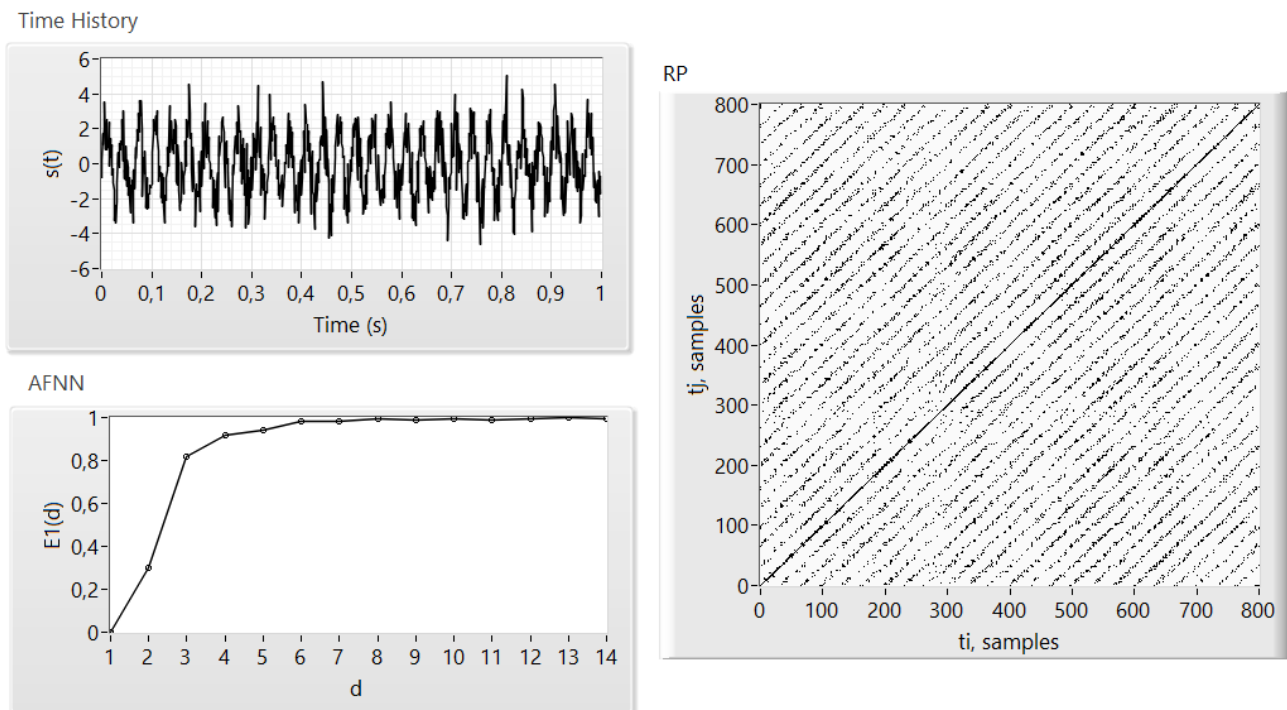 Time History
s(t)
6
4
2
0
-2
-4
-6
0 0,1 0,2 0,3 0,4 0,5 0,6 0,7 0,8 0,9 1
Time (s)
AFNN
E1(d)
1
0,8
0,6
0,4
0,2
0
1 2 3 4 5 6 7 8 9 10 11 12 13 14
d
RP
tj, samples
800
700
600
500
400
300
200
100
0
0 100 200 300 400 500 600 700 800
ti, samples